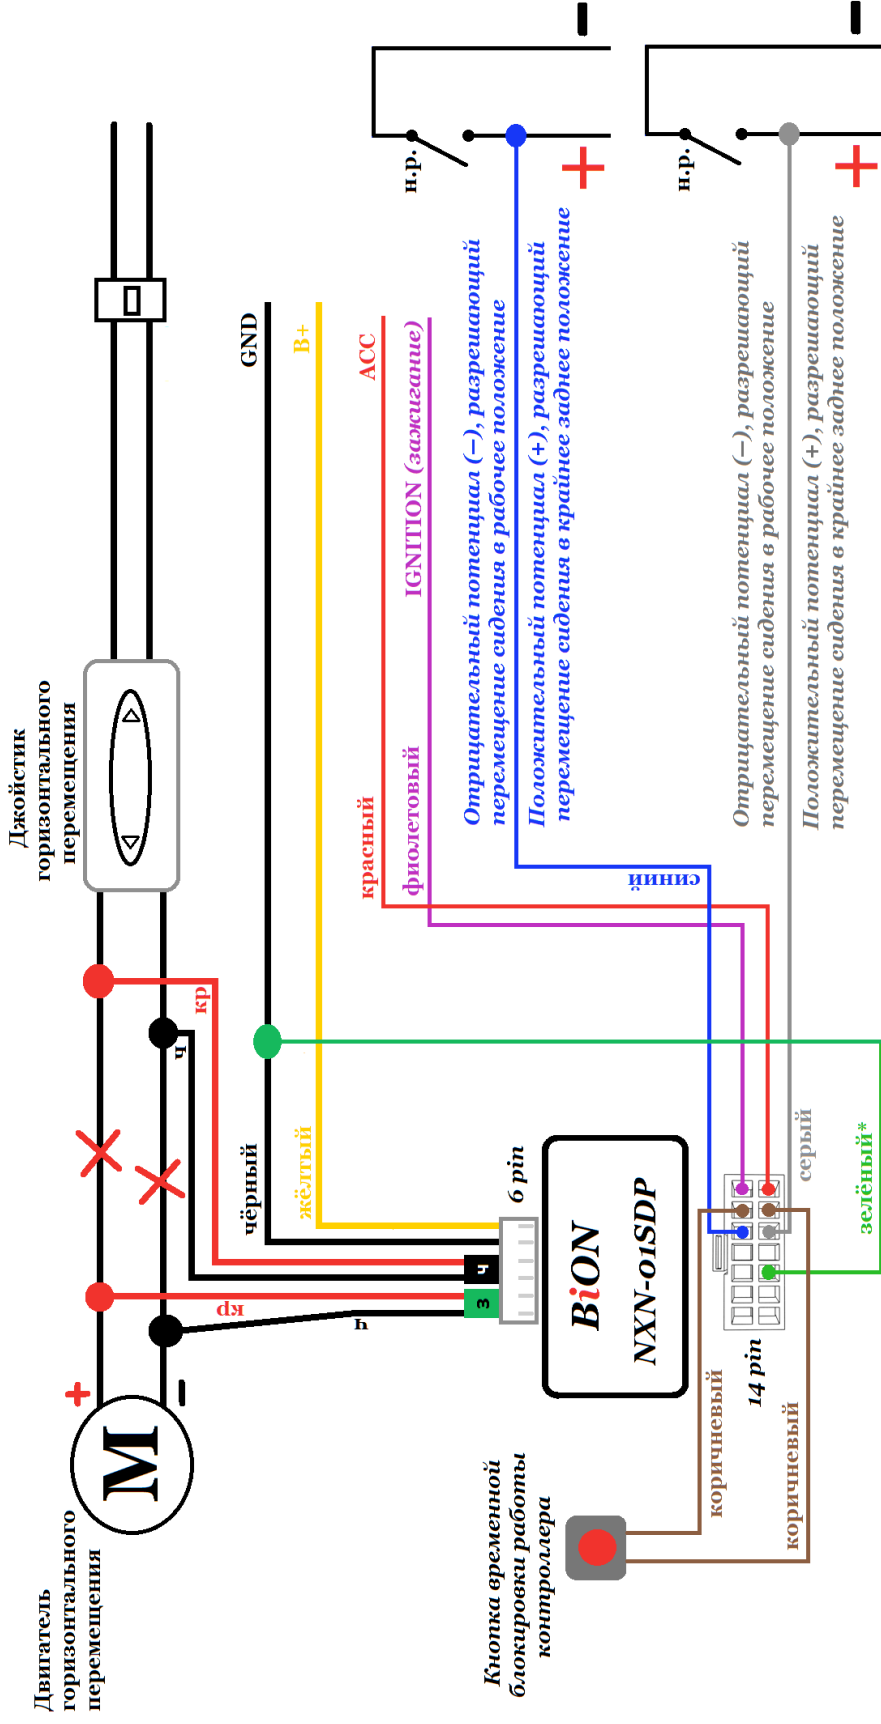 Двигатель
горизонтального
перемещения
M
+
−
Джойстик
горизонтального
перемещения
кр
ч
кр
ч
з
ч
чёрный
GND
жёлтый
B+
красный
ACC
фиолетовый
IGNITION (зажигание)
6 pin
BiON
NXN-01SDP
14 pin
Кнопка временной
блокировки работы
контроллера
коричневый
коричневый
синий
серый
зелёный*
Отрицательный потенциал (−), разрешающий
перемещение сидения в рабочее положение
Положительный потенциал (+), разрешающий
перемещение сидения в крайнее заднее положение
н.р.
+
−
Отрицательный потенциал (−), разрешающий
перемещение сидения в рабочее положение
Положительный потенциал (+), разрешающий
перемещение сидения в крайнее заднее положение
н.р.
+
−